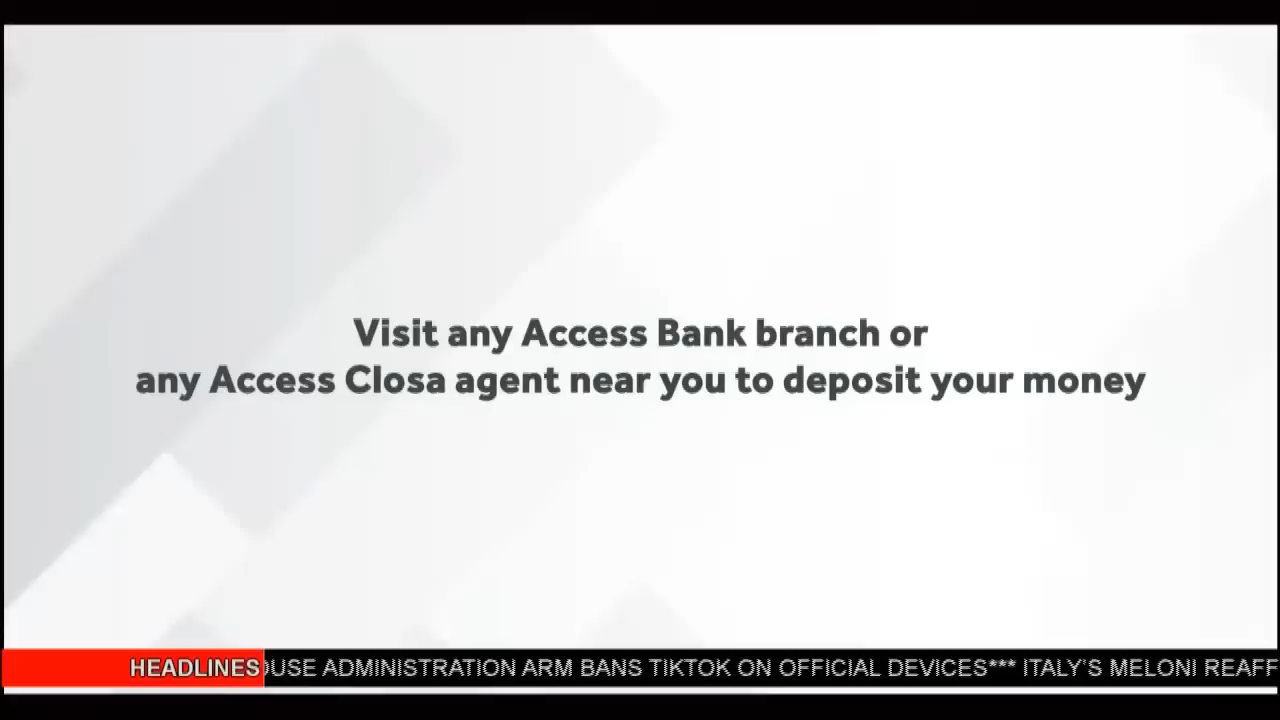 Visit any Access Bank branch or
any Access Closa agent near you to deposit your money
HEADLINES
ADMINISTRATION ARM BANS TIKTOK ON OFFICIAL DEVICES*** ITALY'S MELONI